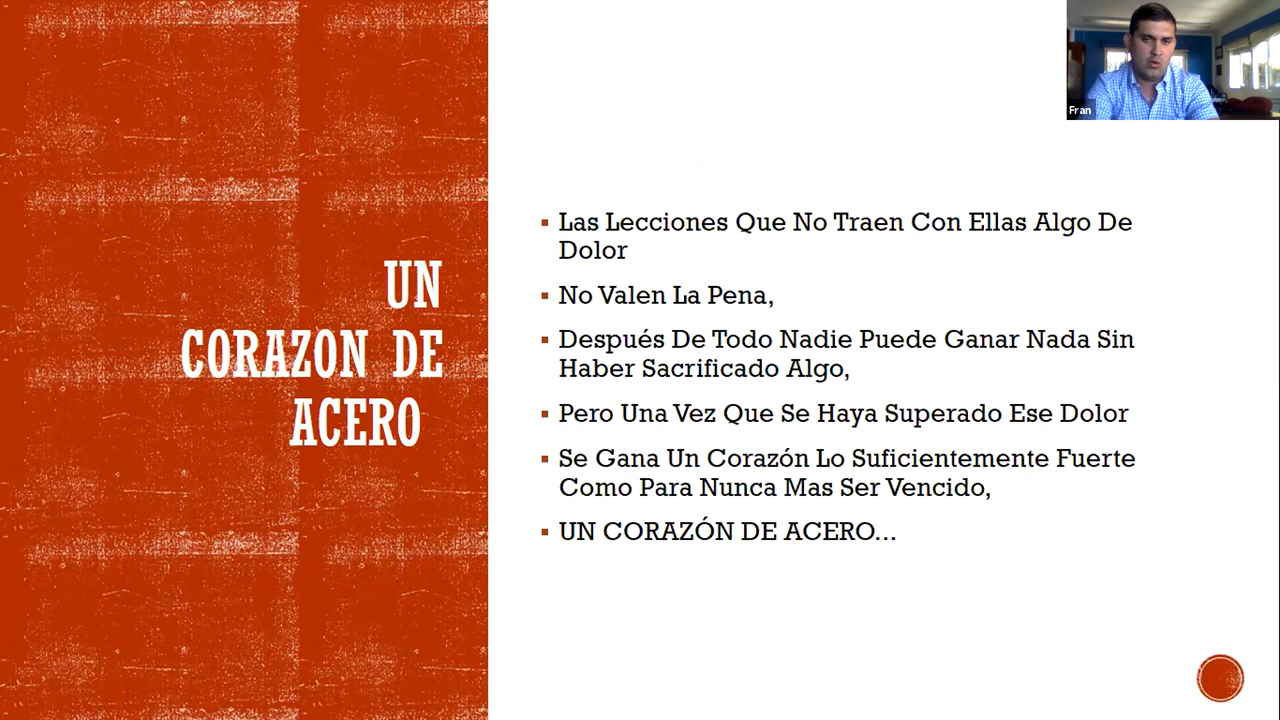 UN
CORAZON DE
ACERO
Fran
Las Lecciones Que No Traen Con Ellas Algo De
Dolor
No Valen La Pena,
Después De Todo Nadie Puede Ganar Nada Sin
Haber Sacrificado Algo,
Pero Una Vez Que Se Haya Superado Ese Dolor
Se Gana Un Corazón Lo Suficientemente Fuerte
Como Para Nunca Mas Ser Vencido,
UN CORAZÓN DE ACERO...